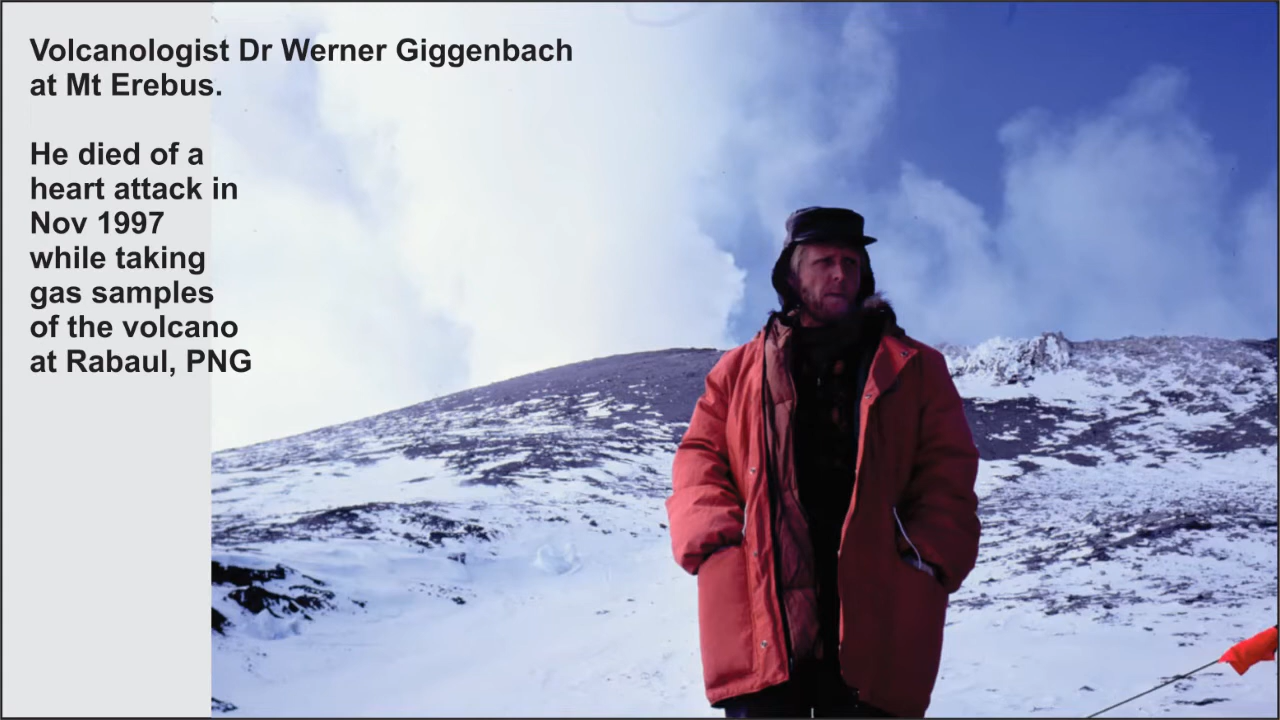 Volcanologist Dr Werner Giggenbach
at Mt Erebus.
He died of a
heart attack in
Nov 1997
while taking
gas samples
of the volcano
at Rabaul, PNG